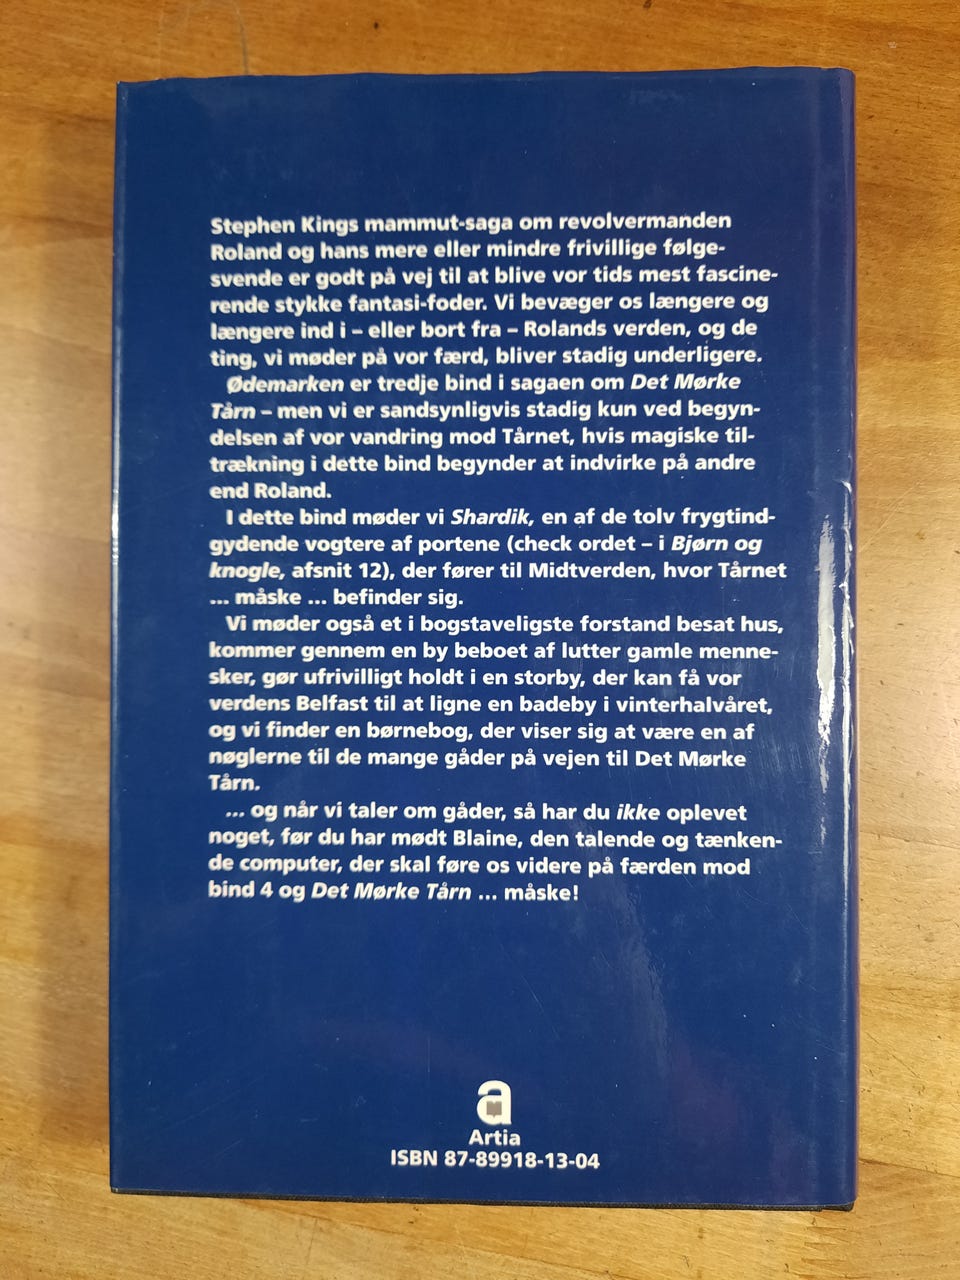 Stephen Kings mammut-saga om revolvermanden
Roland og hans mere eller mindre frivillige følge-
svende er godt på vej til at blive vor tids mest fascine-
rende stykke fantasi-foder. Vi bevæger os længere og
længere ind i – eller bort fra – Rolands verden, og de
ting, vi møder på vor færd, bliver stadig underligere.
Ødemarken er tredje bind i sagaen om Det Mørke
Tårn – men vi er sandsynligvis stadig kun ved begyn-
delsen af vor vandring mod Tårnet, hvis magiske til-
trækning i dette bind begynder at indvirke på andre
end Roland.
I dette bind møder vi Shardik, en af de tolv frygtind-
gydende vogtere af portene (check ordet – i Bjørn og
knogle, afsnit 12), der fører til Midtverden, hvor Tårnet
... måske ... befinder sig.
Vi møder også et i bogstaveligste forstand besat hus,
kommer gennem en by beboet af lutter gamle menne-
sker, gør ufrivilligt holdt i en storby, der kan få vor
verdens Belfast til at ligne en badeby i vinterhalvåret,
og vi finder en børnebog, der viser sig at være en af
nøglerne til de mange gåder på vejen til Det Mørke
Tårn.
... og når vi taler om gåder, så har du ikke oplevet
noget, før du har mødt Blaine, den talende og tænken-
de computer, der skal føre os videre på færden mod
bind 4 og Det Mørke Tårn ... måske!
a
Artia
ISBN 87-89918-13-04